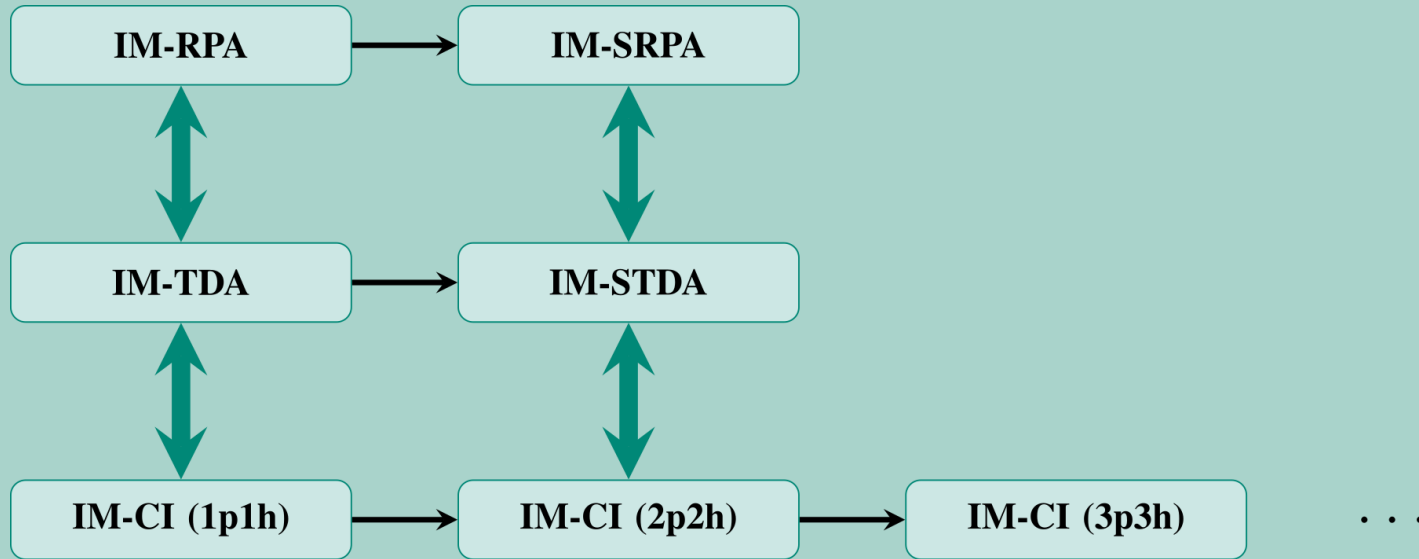 IM-RPA
IM-SRPA
IM-TDA
IM-STDA
IM-CI (1p1h)
IM-CI (2p2h)
IM-CI (3p3h)
. . .